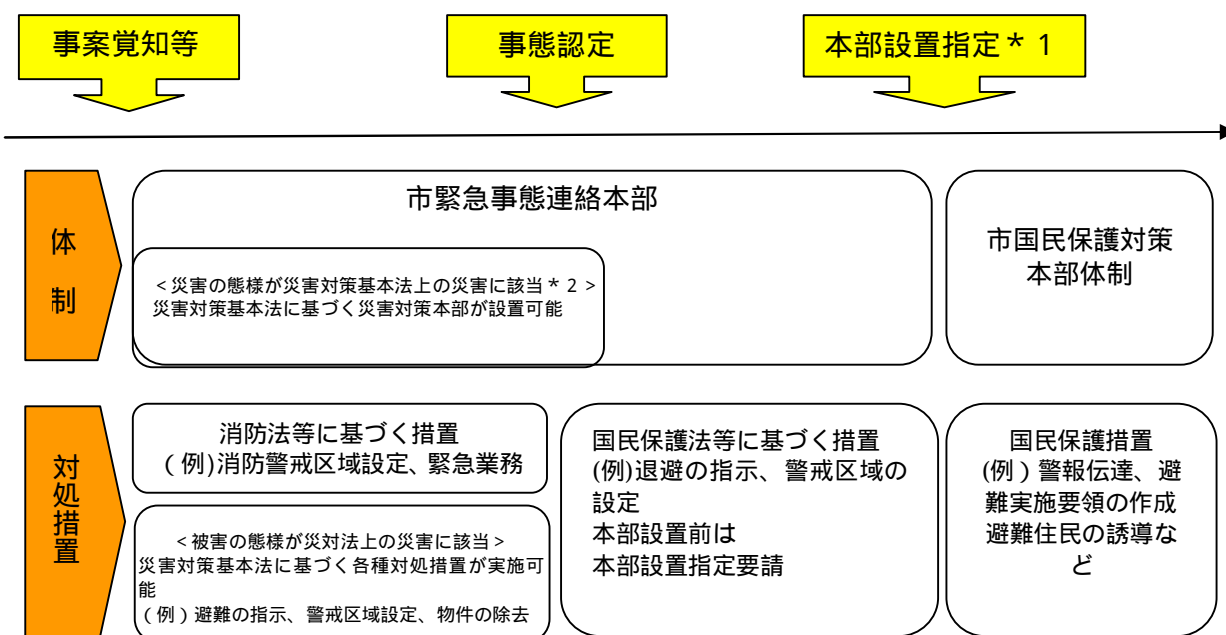 事案覚知等
事態認定
本部設置指定＊１
体
制
市緊急事態連絡本部
＜災害の態様が災害対策基本法上の災害に該当＊２＞
災害対策基本法に基づく災害対策本部が設置可能
市国民保護対策
本部体制
対
処
措
置
消防法等に基づく措置
（例)消防警戒区域設定、緊急業務
＜被害の態様が災対法上の災害に該当＞
災害対策基本法に基づく各種対処措置が実施可
能
（例）避難の指示、警戒区域設定、物件の除去
国民保護法等に基づく措置
(例)退避の指示、警戒区域の
設定
本部設置前は
本部設置指定要請
国民保護措置
(例）警報伝達、避
難実施要領の作成
避難住民の誘導な
ど